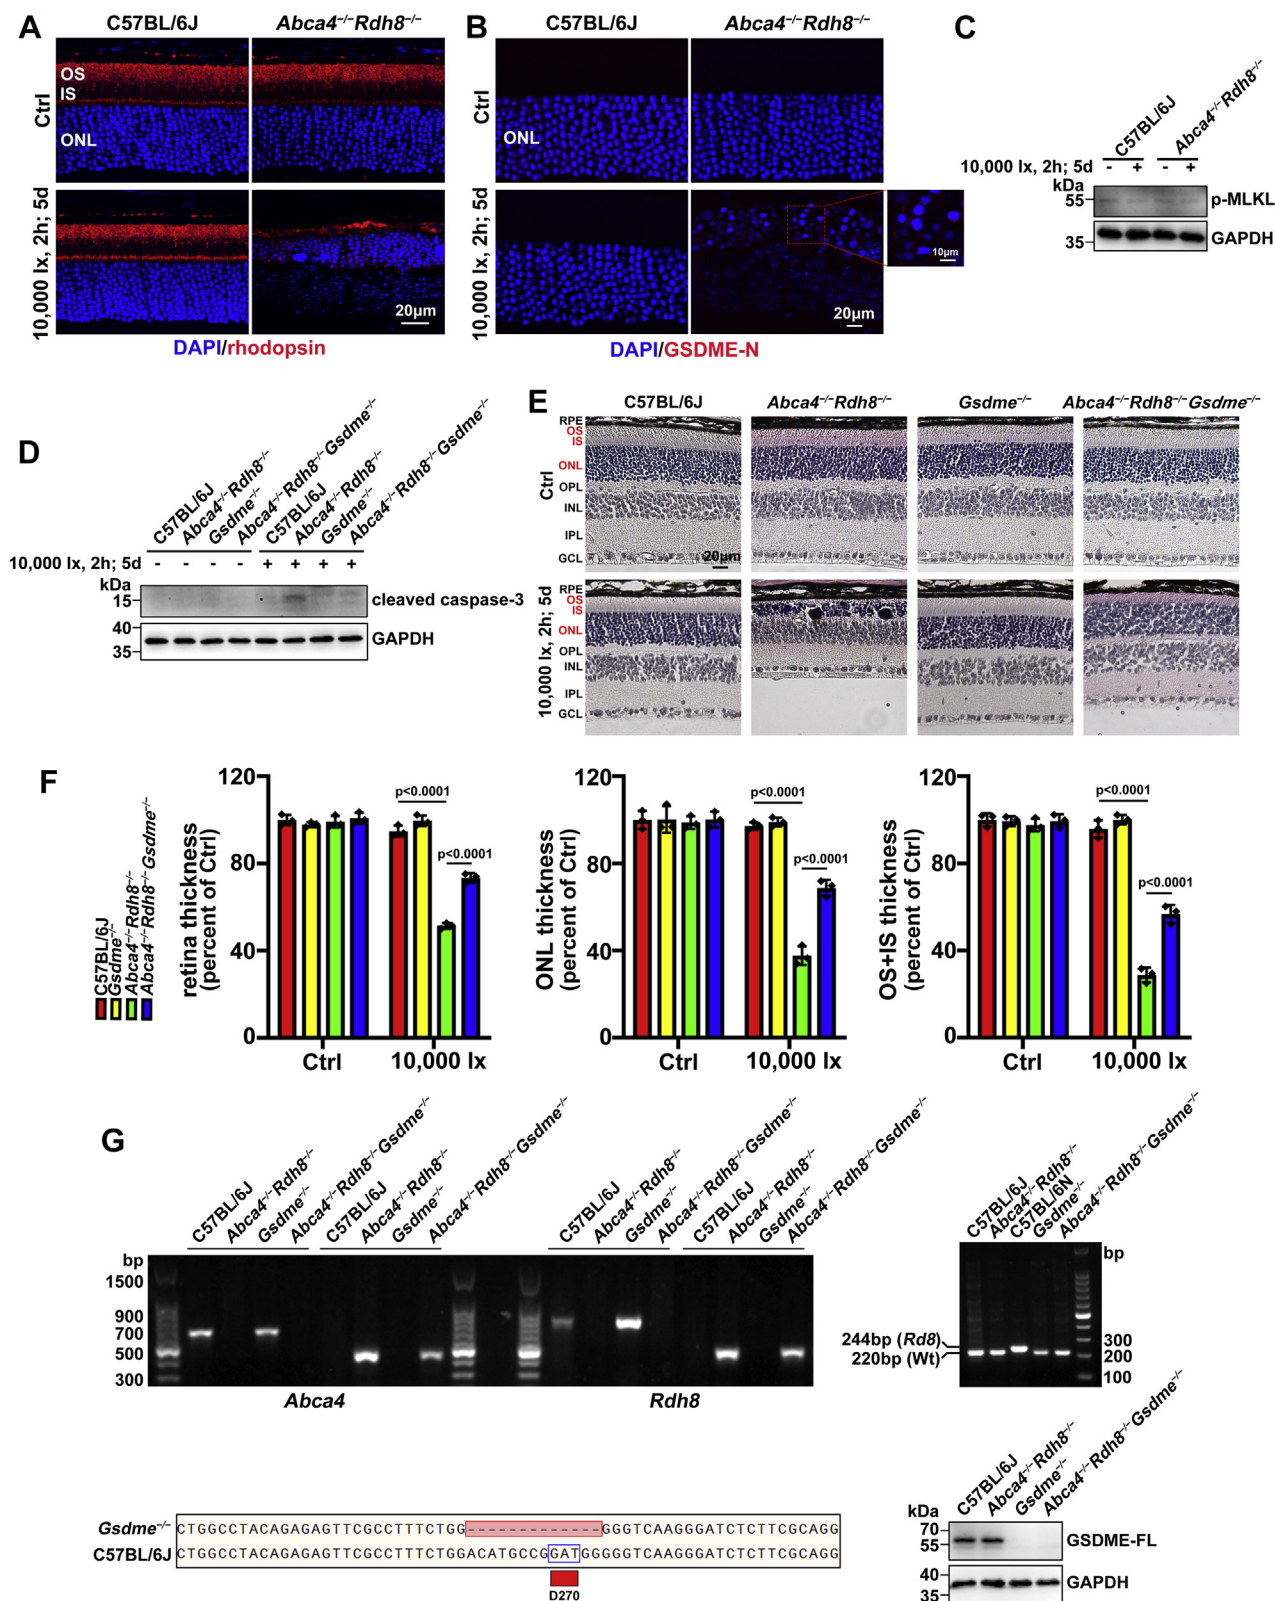 A
C57BL/6J
Abca4–/–Rdh8–/–
Ctrl
OS
IS
ONL
10,000 lx, 2h; 5d
20μm
DAPI/rhodopsin
B
C57BL/6J
Abca4–/–Rdh8–/–
Ctrl
ONL
10,000 lx, 2h; 5d
10μm
20μm
DAPI/GSDME-N
C
C57BL/6J
Abca4–/–Rdh8–/–
10,000 lx, 2h; 5d - + - +
kDa
55
p-MLKL
35
GAPDH
D
C57BL/6J
Abca4–/–Rdh8–/–
Gsdme–/–
Abca4–/–Rdh8–/–Gsdme–/–
C57BL/6J
Abca4–/–Rdh8–/–
Gsdme–/–
Abca4–/–Rdh8–/–Gsdme–/–
10,000 lx, 2h; 5d - - - - + + + +
kDa
15
cleaved caspase-3
40
GAPDH
35
E
C57BL/6J
Abca4–/–Rdh8–/–
Gsdme–/–
Abca4–/–Rdh8–/–Gsdme–/–
Ctrl
RPE
OS
IS
ONL
OPL
INL
IPL
GCL
20μm
10,000 lx, 2h; 5d
RPE
OS
IS
ONL
OPL
INL
IPL
GCL
F
C57BL/6J
Gsdme–/–
Abca4–/–Rdh8–/–
Abca4–/–Rdh8–/–Gsdme–/–
retina thickness
(percent of Ctrl)
120
80
40
0
p<0.0001
p<0.0001
Ctrl
10,000 lx
ONL thickness
(percent of Ctrl)
120
80
40
0
p<0.0001
p<0.0001
Ctrl
10,000 lx
OS+IS thickness
(percent of Ctrl)
120
80
40
0
p<0.0001
p<0.0001
Ctrl
10,000 lx
G
C57BL/6J
Abca4–/–Rdh8–/–
Gsdme–/–
Abca4–/–Rdh8–/–Gsdme–/–
C57BL/6J
Abca4–/–Rdh8–/–
Gsdme–/–
Abca4–/–Rdh8–/–Gsdme–/–
C57BL/6J
Abca4–/–Rdh8–/–
Gsdme–/–
Abca4–/–Rdh8–/–Gsdme–/–
C57BL/6J
Abca4–/–Rdh8–/–
Gsdme–/–
Abca4–/–Rdh8–/–Gsdme–/–
bp
1500
900
700
500
300
Abca4
Rdh8
C57BL/6J
Abca4–/–Rdh8–/–
C57BL/6N
Gsdme–/–
Abca4–/–Rdh8–/–Gsdme–/–
bp
244bp (Rd8)
220bp (Wt)
300
200
100
Gsdme–/– CTGGCCTACAGAGAGTTCGCCTTTCTGG-------------GGGTCAAGGGATCTCTTCGCAGG
C57BL/6J CTGGCCTACAGAGAGTTCGCCTTTCTGGACATGCCGGATGGGGGTCAAGGGATCTCTTCGCAGG
D270
C57BL/6J
Abca4–/–Rdh8–/–
Gsdme–/–
Abca4–/–Rdh8–/–Gsdme–/–
kDa
70
55
GSDME-FL
40
GAPDH
35